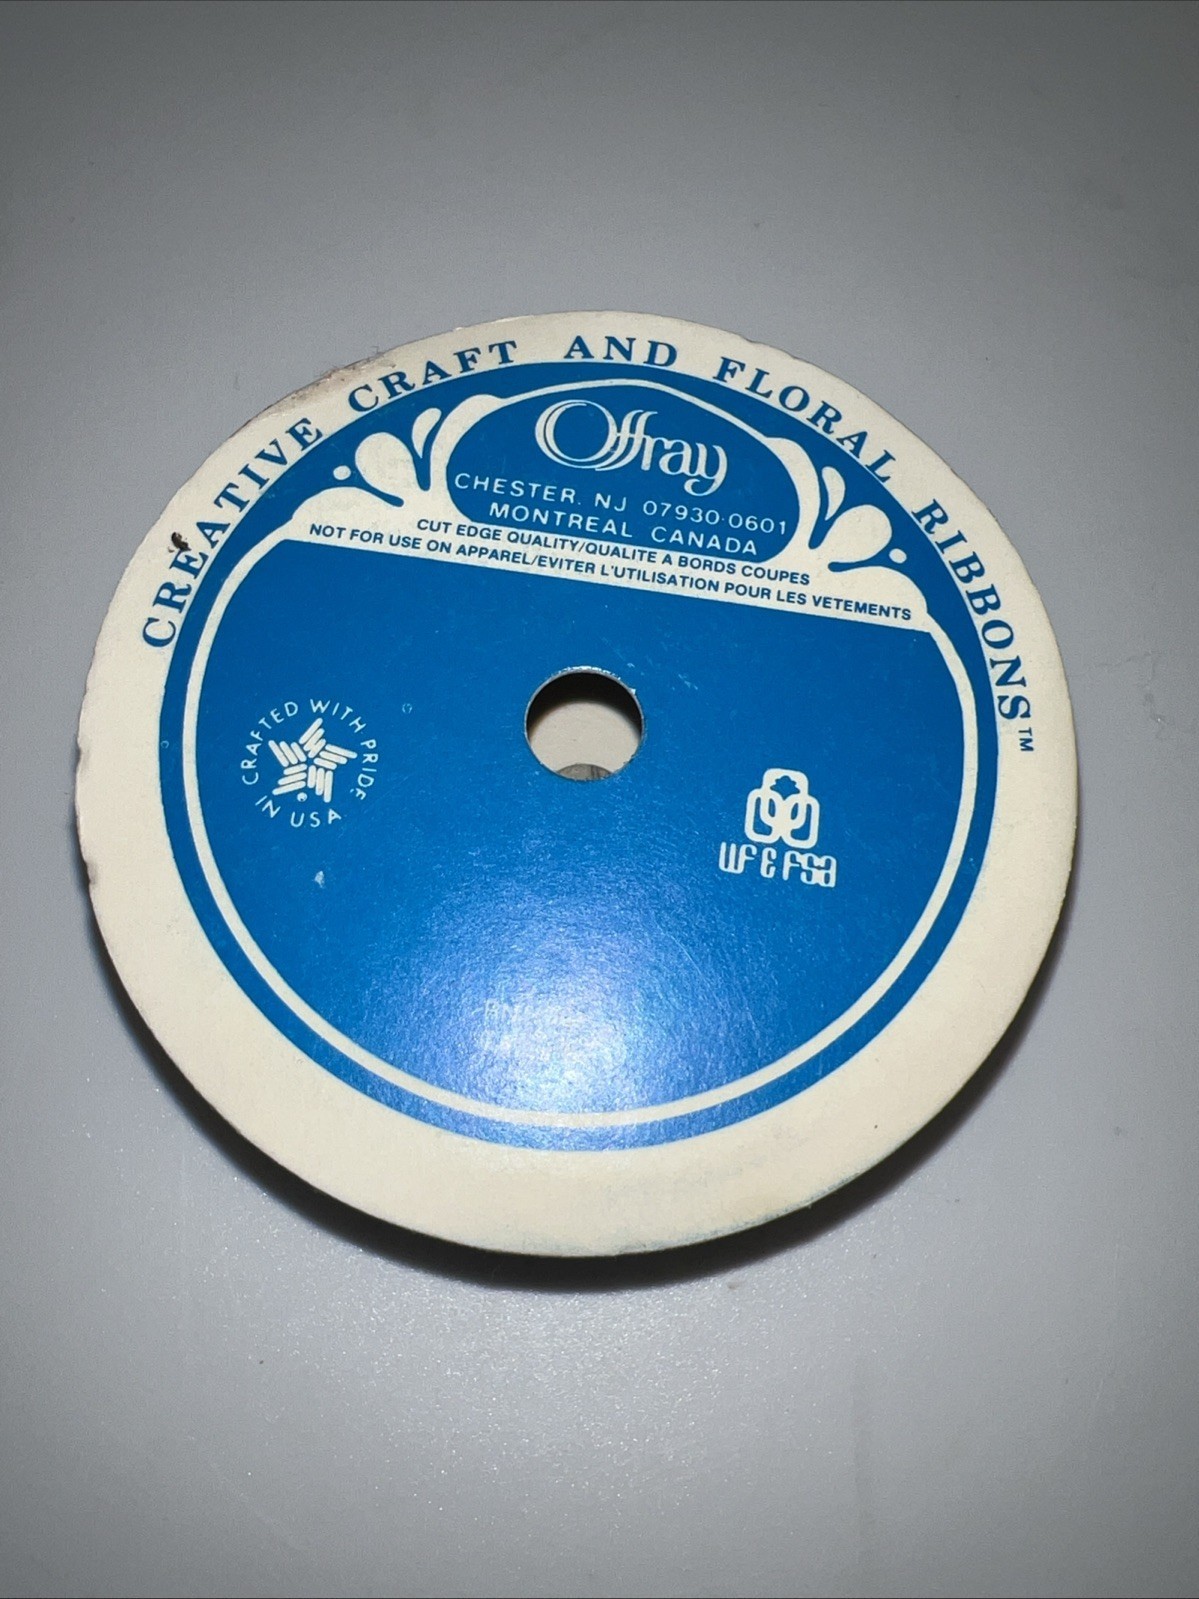 CREATIVE CRAFT AND FLORAL RIBBONS™
Offray
CHESTER, NJ 07930-0601
MONTREAL CANADA
CUT EDGE QUALITY/QUALITE A BORDS COUPES
NOT FOR USE ON APPAREL/EVITER L'UTILISATION POUR LES VETEMENTS
CRAFTED WITH PRIDE
IN USA
WF & FSA